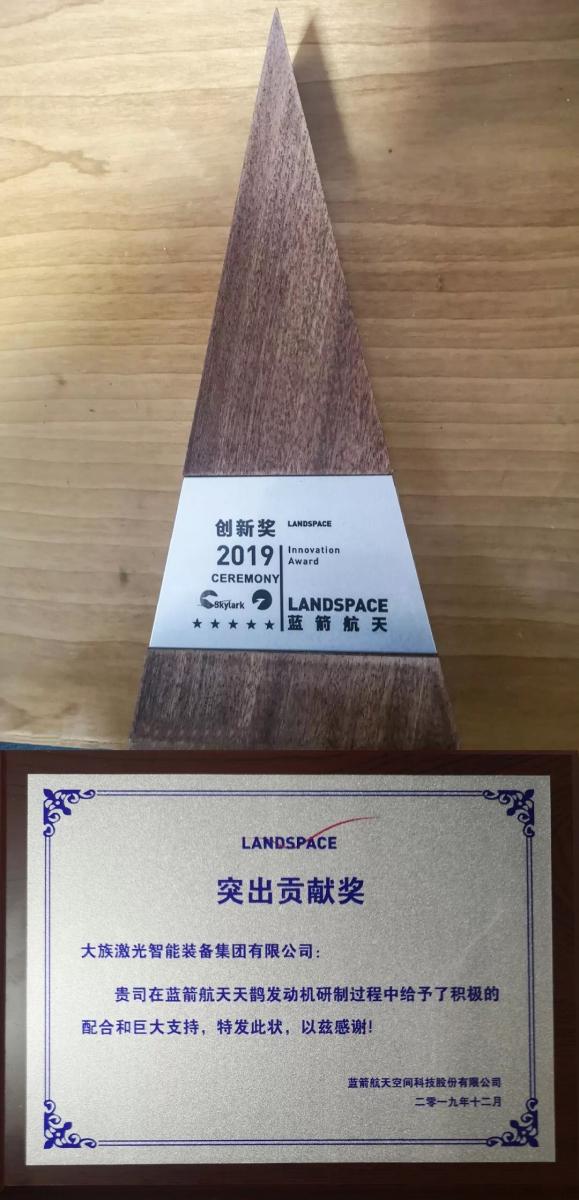 创新奖 LANDSPACE
2019 Innovation
Award
CEREMONY
Skylark
LANDSPACE
蓝箭航天
LANDSPACE
突出贡献奖
大族激光智能装备集团有限公司：
贵司在蓝箭航天天鹊发动机研制过程中给予了积极的
配合和巨大支持，特发此状，以兹感谢！
蓝箭航天空间科技股份有限公司
二零一九年十二月